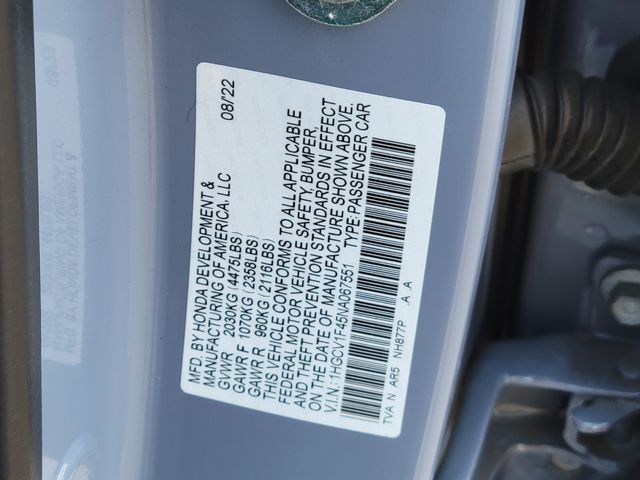 MFD. BY HONDA DEVELOPMENT &
MANUFACTURING OF AMERICA, LLC 08/22
GVWR 2030KG (4475LBS)
GAWR F 1070KG (2358LBS)
GAWR R 960KG (2116LBS)
THIS VEHICLE CONFORMS TO ALL APPLICABLE
FEDERAL MOTOR VEHICLE SAFETY, BUMPER,
AND THEFT PREVENTION STANDARDS IN EFFECT
ON THE DATE OF MANUFACTURE SHOWN ABOVE.
V.I.N.: 1HGCV1F45NA087551 TYPE: PASSENGER CAR
TVA N AR5 NH877P .A .A